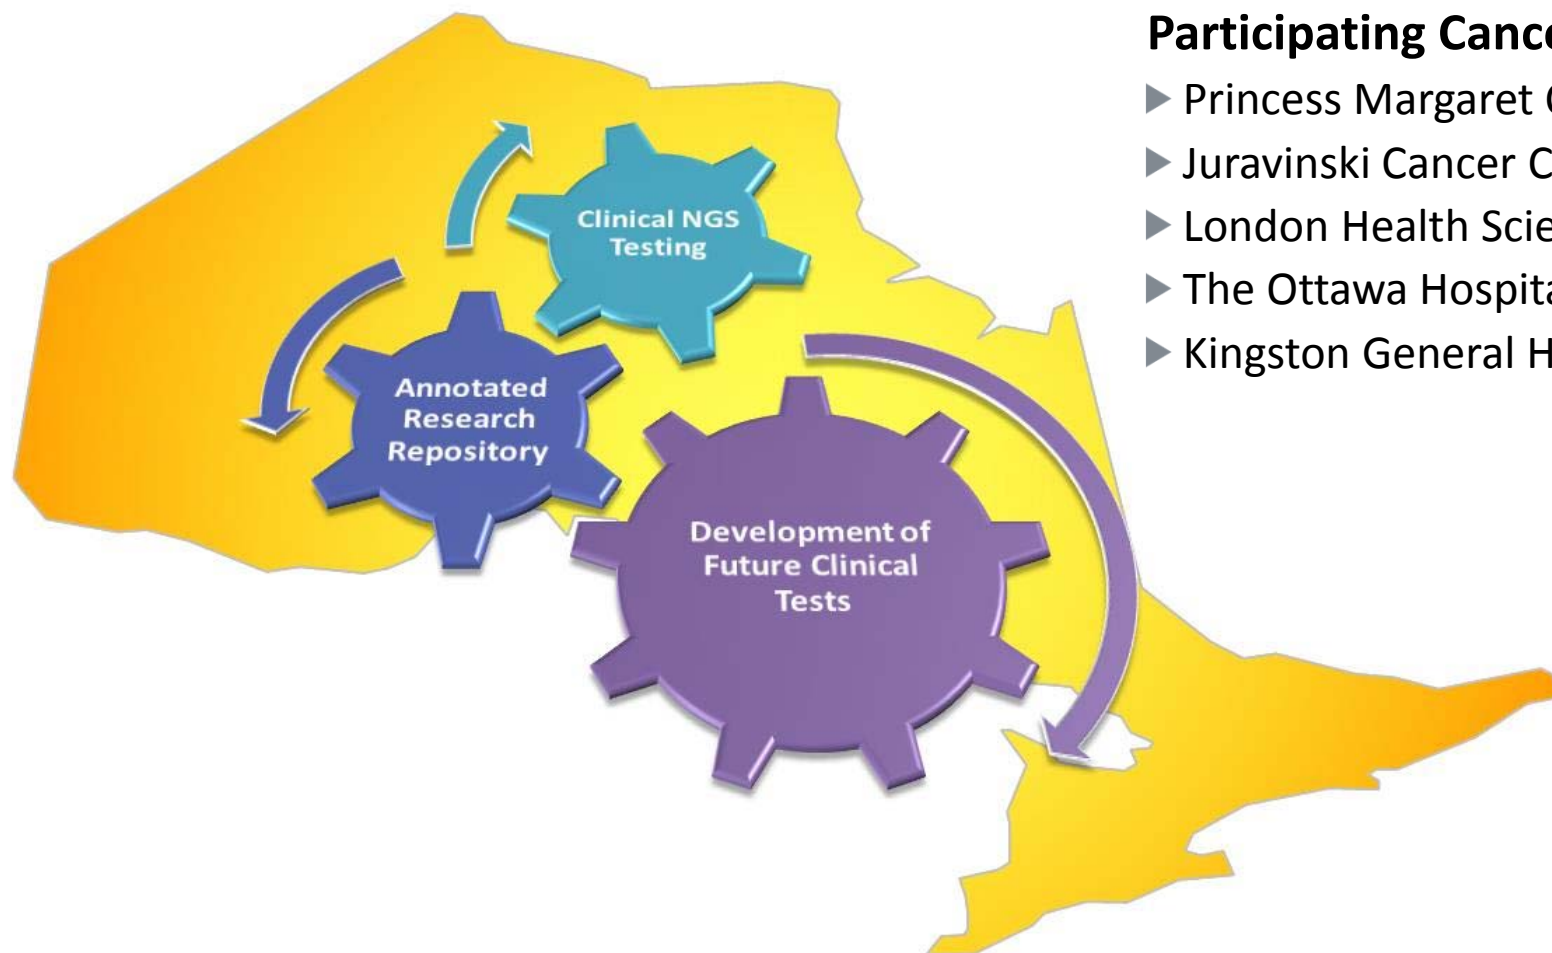 Participating Cance
Princess Margaret C
Juravinski Cancer C
London Health Scie
The Ottawa Hospita
Kingston General H
Clinical NGS
Testing
Annotated
Research
Repository
Development of
Future Clinical
Tests